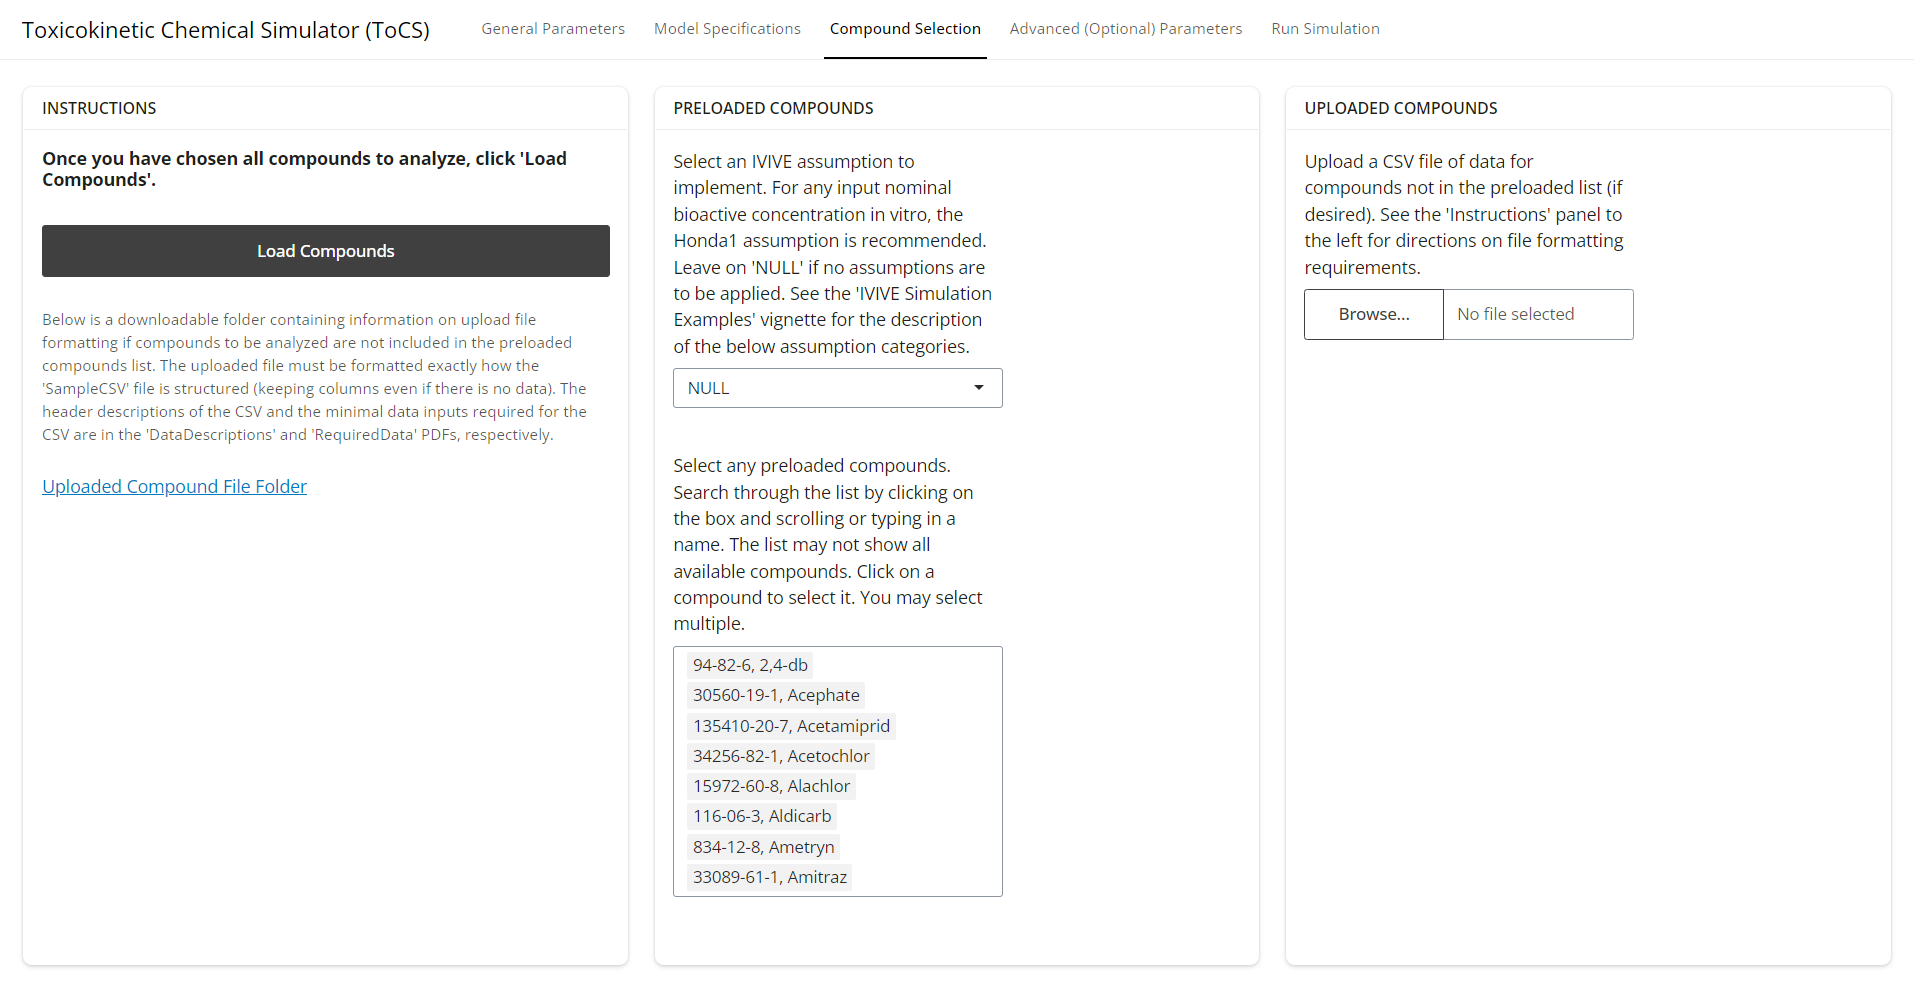 Toxicokinetic Chemical Simulator (ToCS)
General Parameters
Model Specifications
Compound Selection
Advanced (Optional) Parameters
Run Simulation
INSTRUCTIONS
Once you have chosen all compounds to analyze, click 'Load
Compounds'.
Load Compounds
Below is a downloadable folder containing information on upload file
formatting if compounds to be analyzed are not included in the preloaded
compounds list. The uploaded file must be formatted exactly how the
'SampleCSV' file is structured (keeping columns even if there is no data). The
header descriptions of the CSV and the minimal data inputs required for the
CSV are in the 'DataDescriptions' and 'RequiredData' PDFs, respectively.
Uploaded Compound File Folder
PRELOADED COMPOUNDS
Select an IVIVE assumption to
implement. For any input nominal
bioactive concentration in vitro, the
Honda1 assumption is recommended.
Leave on 'NULL' if no assumptions are
to be applied. See the 'IVIVE Simulation
Examples' vignette for the description
of the below assumption categories.
NULL
Select any preloaded compounds.
Search through the list by clicking on
the box and scrolling or typing in a
name. The list may not show all
available compounds. Click on a
compound to select it. You may select
multiple.
94-82-6, 2,4-db
30560-19-1, Acephate
135410-20-7, Acetamiprid
34256-82-1, Acetochlor
15972-60-8, Alachlor
116-06-3, Aldicarb
834-12-8, Ametryn
33089-61-1, Amitraz
UPLOADED COMPOUNDS
Upload a CSV file of data for
compounds not in the preloaded list (if
desired). See the 'Instructions' panel to
the left for directions on file formatting
requirements.
Browse...
No file selected